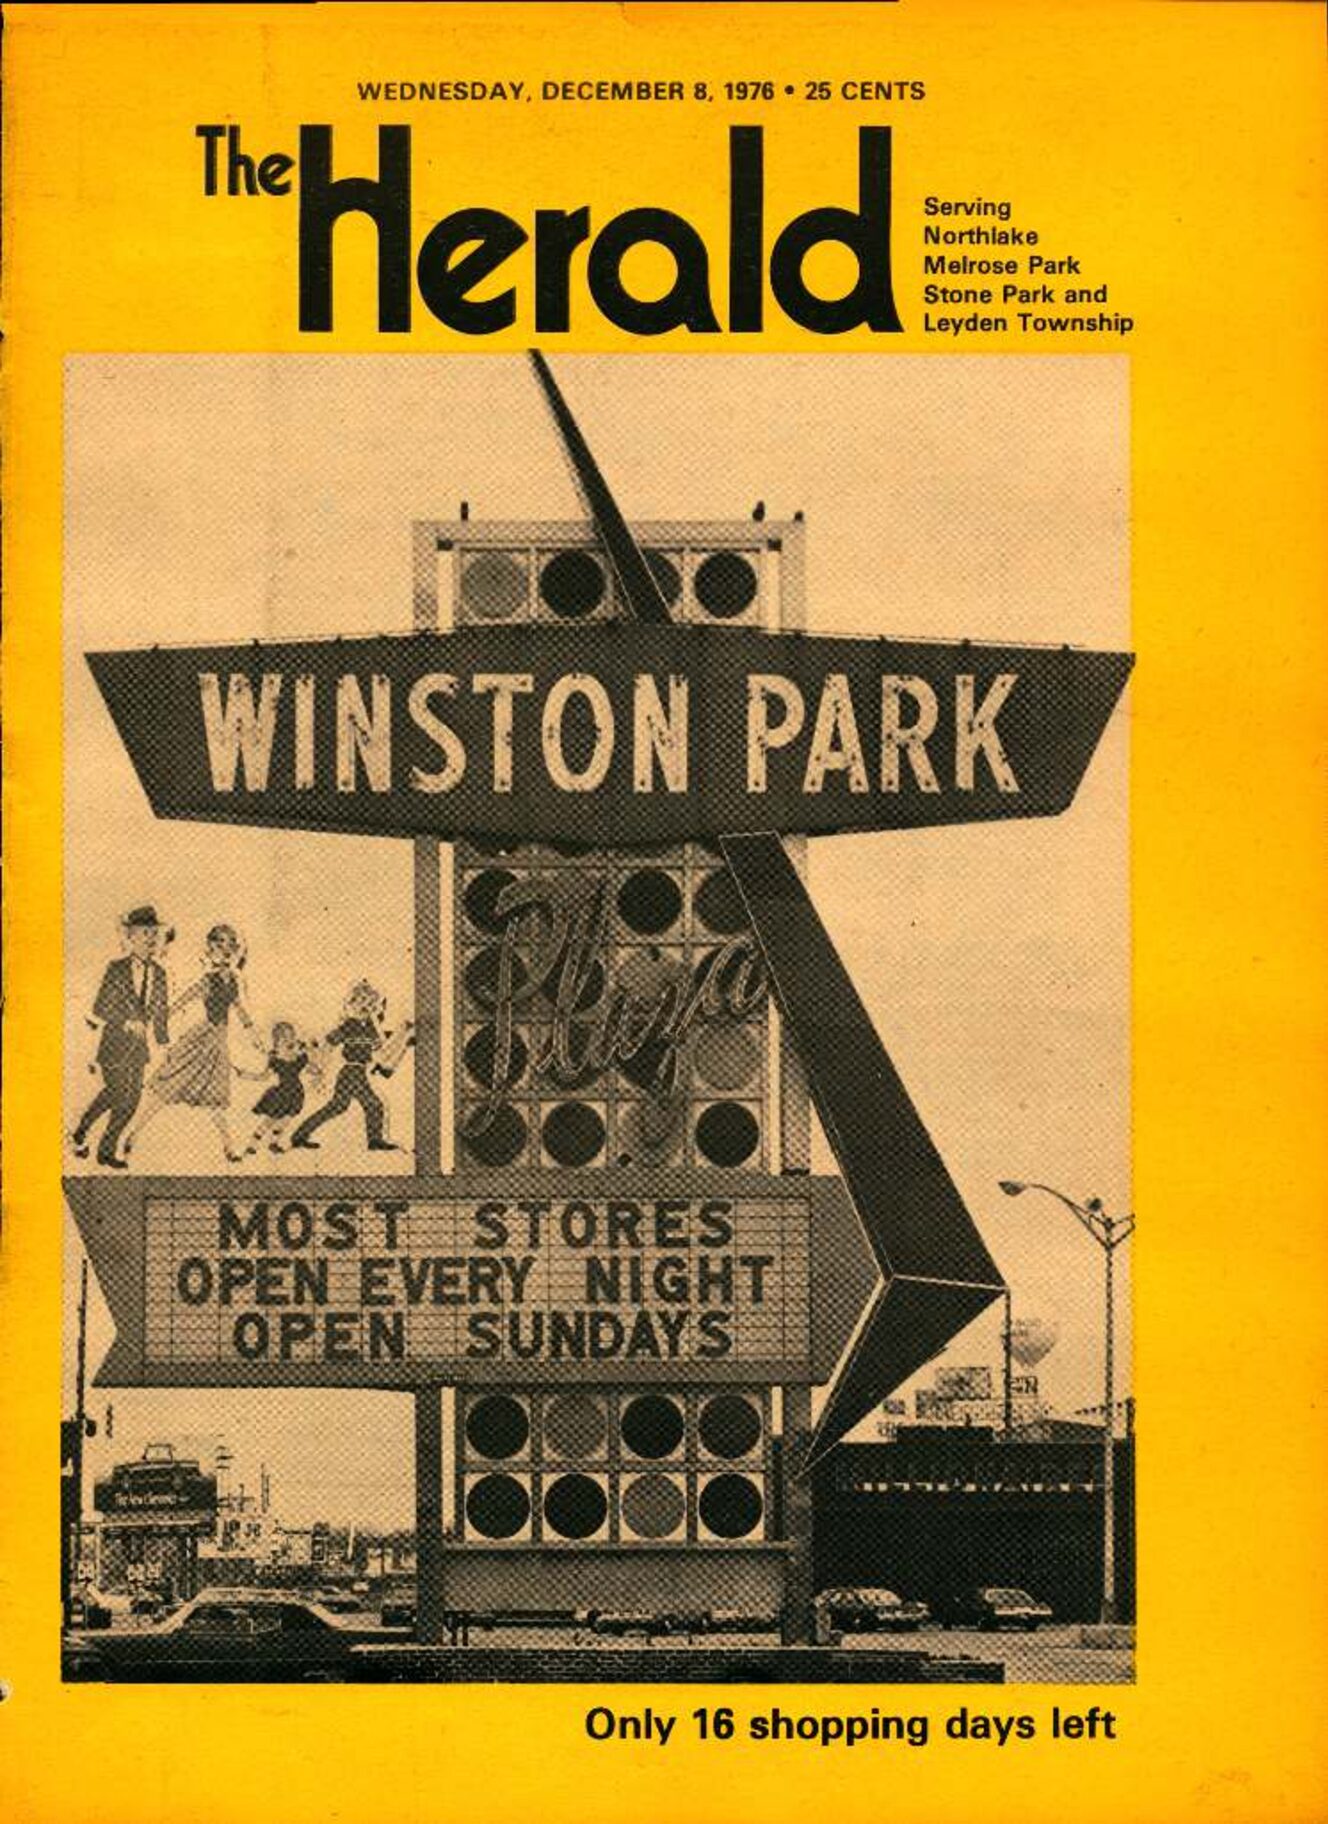 WEDNESDAY, DECEMBER 8, 1976 • 25 CENTS
The Herald
Serving
Northlake
Melrose Park
Stone Park and
Leyden Township
WINSTON PARK
Plaza
MOST STORES
OPEN EVERY NIGHT
OPEN SUNDAYS
Only 16 shopping days left